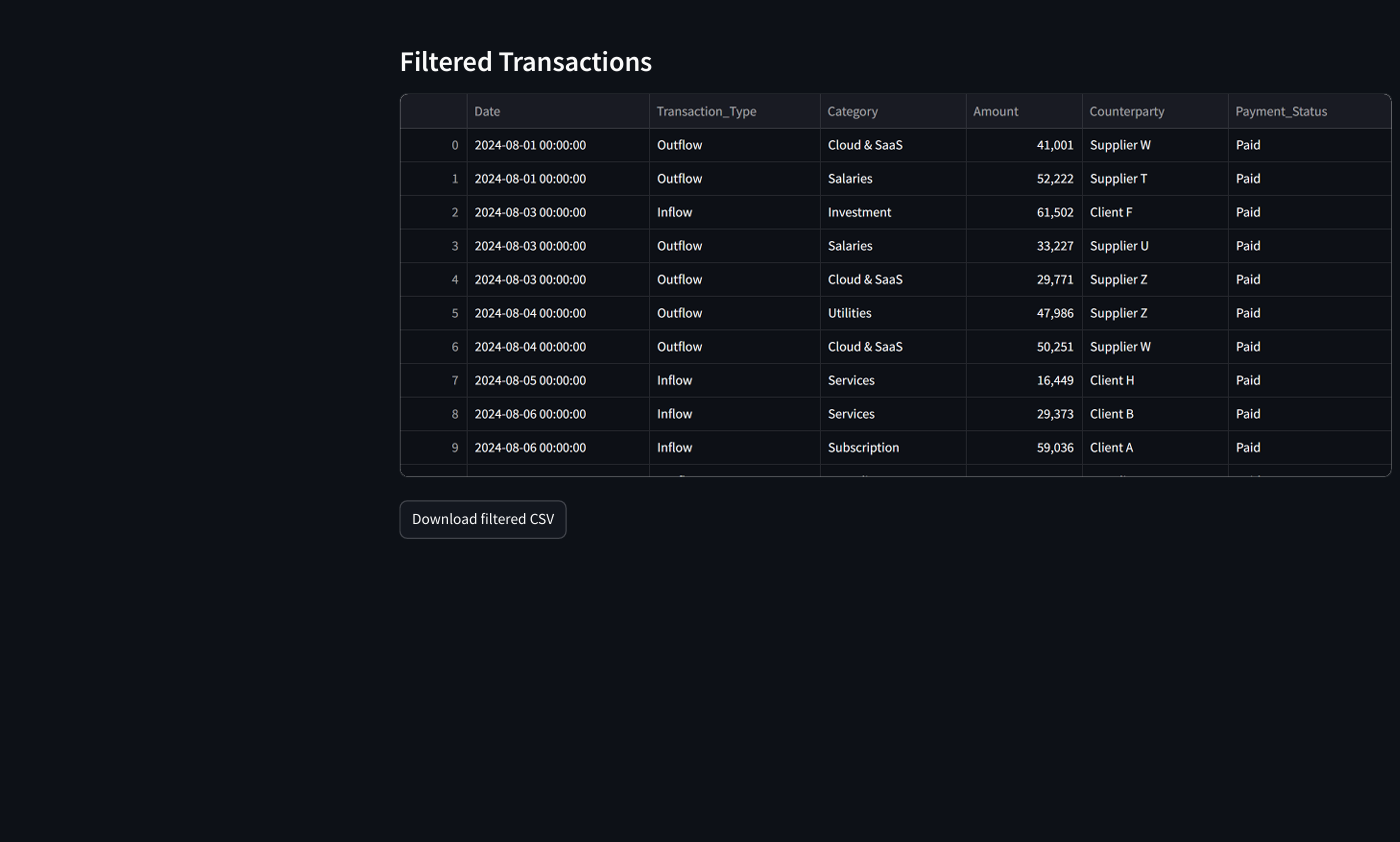 Filtered Transactions
Date Transaction_Type Category Amount Counterparty Payment_Status
0 2024-08-01 00:00:00 Outflow Cloud & SaaS 41,001 Supplier W Paid
1 2024-08-01 00:00:00 Outflow Salaries 52,222 Supplier T Paid
2 2024-08-03 00:00:00 Inflow Investment 61,502 Client F Paid
3 2024-08-03 00:00:00 Outflow Salaries 33,227 Supplier U Paid
4 2024-08-03 00:00:00 Outflow Cloud & SaaS 29,771 Supplier Z Paid
5 2024-08-04 00:00:00 Outflow Utilities 47,986 Supplier Z Paid
6 2024-08-04 00:00:00 Outflow Cloud & SaaS 50,251 Supplier W Paid
7 2024-08-05 00:00:00 Inflow Services 16,449 Client H Paid
8 2024-08-06 00:00:00 Inflow Services 29,373 Client B Paid
9 2024-08-06 00:00:00 Inflow Subscription 59,036 Client A Paid
Download filtered CSV